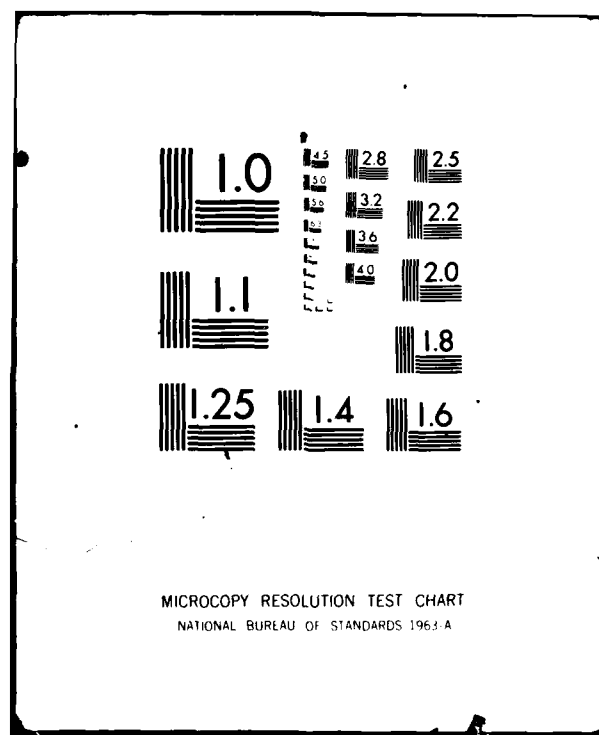 1.0
4.5 2.8 2.5
5.0
5.6 3.2 2.2
6.3
3.6
1.1 4.0 2.0
1.8
1.25 1.4 1.6
MICROCOPY RESOLUTION TEST CHART
NATIONAL BUREAU OF STANDARDS 1963-A